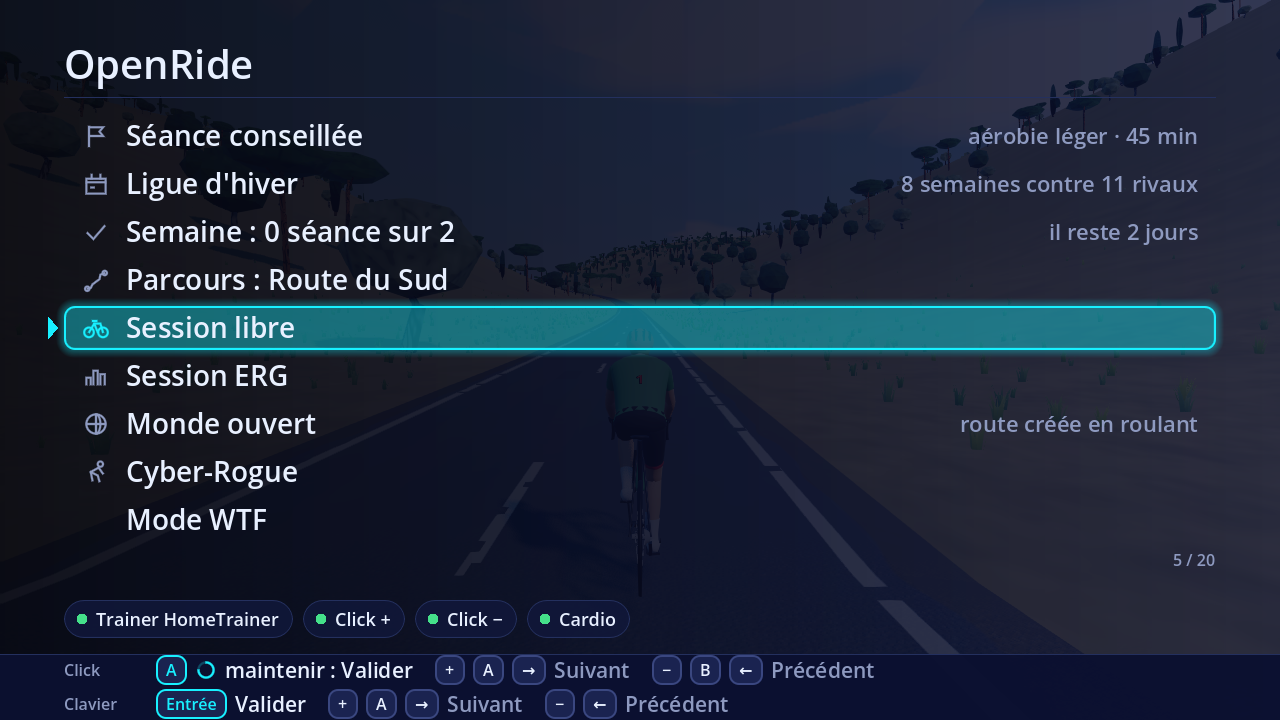 OpenRide
Séance conseillée aérobie léger · 45 min
Ligue d'hiver 8 semaines contre 11 rivaux
Semaine : 0 séance sur 2 il reste 2 jours
Parcours : Route du Sud
Session libre
Session ERG
Monde ouvert route créée en roulant
Cyber-Rogue
Mode WTF
5 / 20
Trainer HomeTrainer Click + Click − Cardio
Click A maintenir : Valider + A → Suivant − B ← Précédent
Clavier Entrée Valider + A → Suivant − ← Précédent